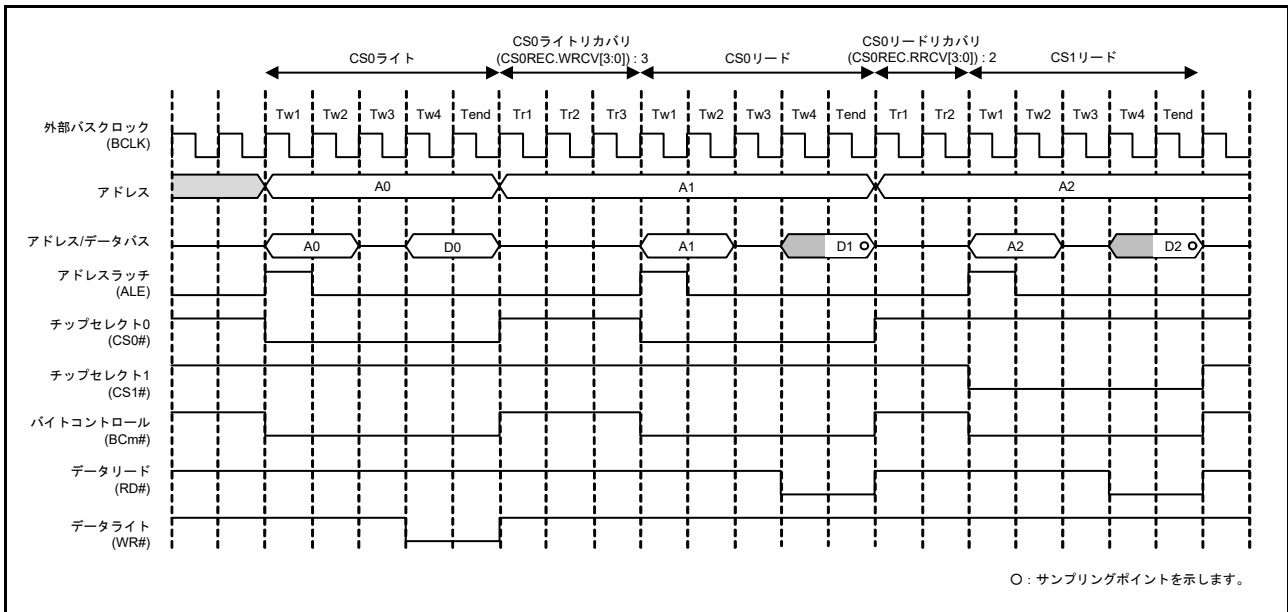 CS0ライト
CS0ライトリカバリ
(CS0REC.WRCV[3:0]) : 3
CS0リード
CS0リードリカバリ
(CS0REC.RRCV[3:0]) : 2
CS1リード
Tw1 Tw2 Tw3 Tw4 Tend Tr1 Tr2 Tr3 Tw1 Tw2 Tw3 Tw4 Tend Tr1 Tr2 Tw1 Tw2 Tw3 Tw4 Tend
外部バスクロック
(BCLK)
アドレス
A0 A1 A2
アドレス/データバス
A0 D0 A1 D1 A2 D2
アドレスラッチ
(ALE)
チップセレクト0
(CS0#)
チップセレクト1
(CS1#)
バイトコントロール
(BCm#)
データリード
(RD#)
データライト
(WR#)
○ : サンプリングポイントを示します。